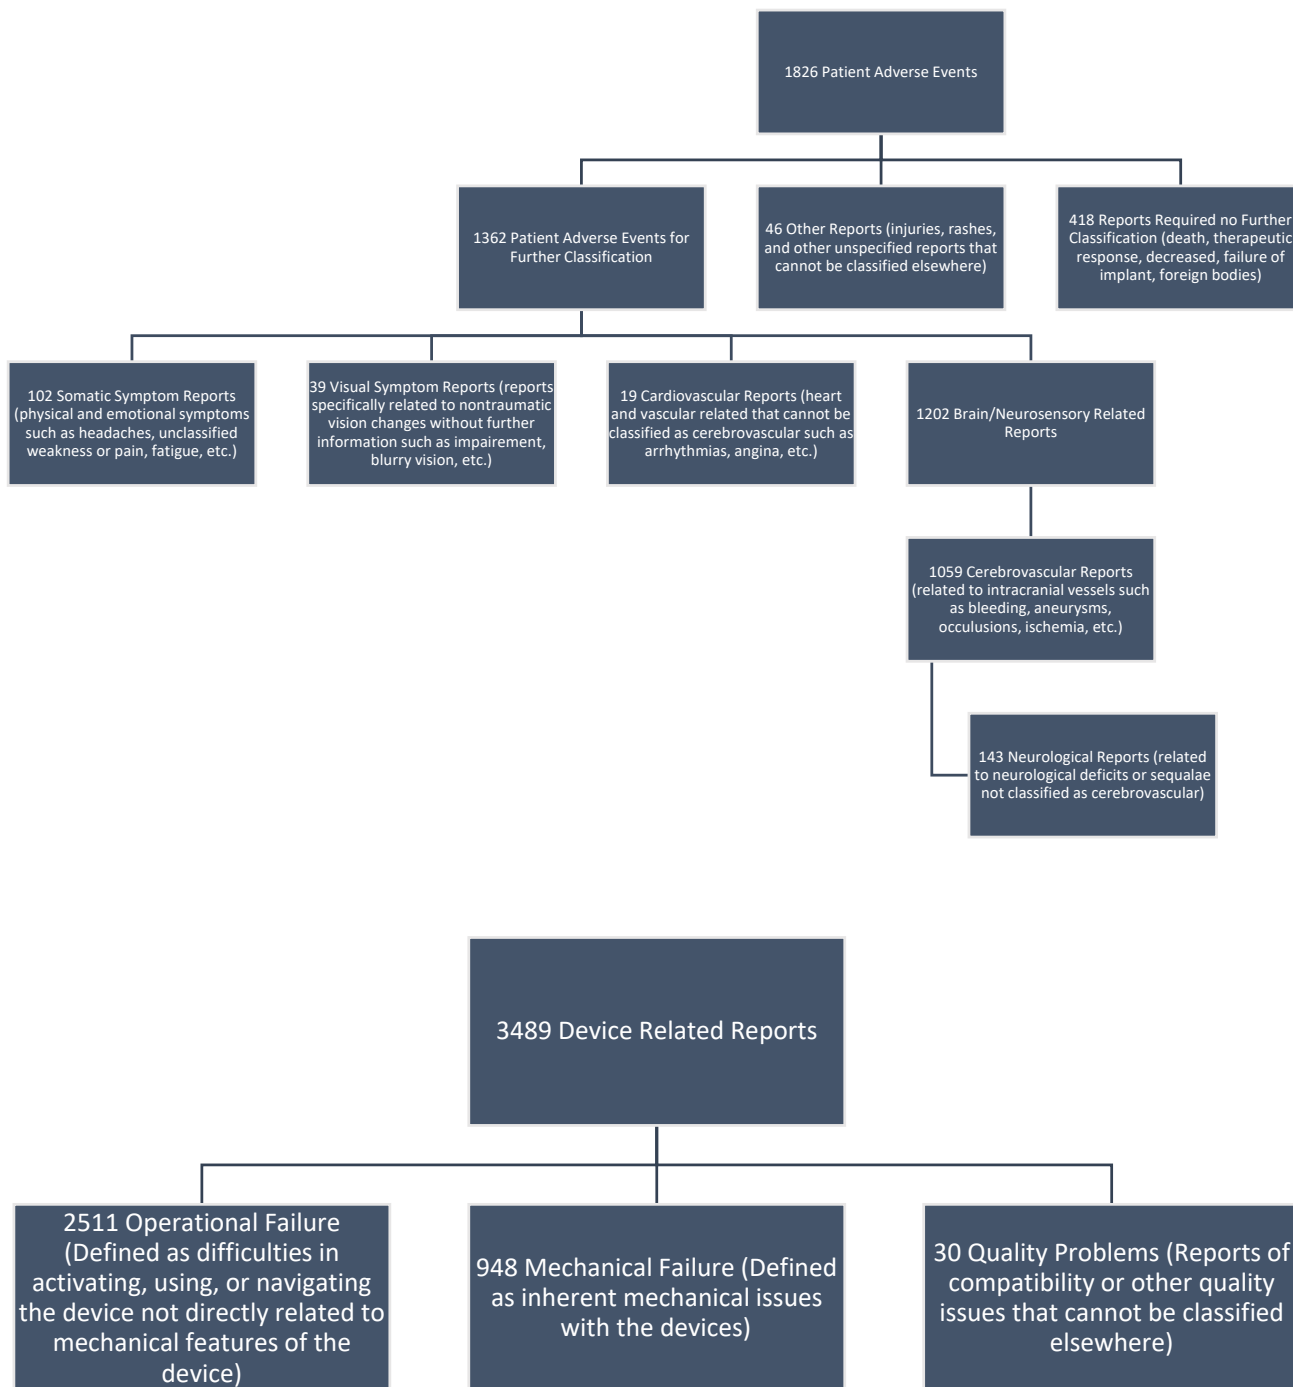 1826 Patient Adverse Events
1362 Patient Adverse Events for
Further Classification
46 Other Reports (injuries, rashes,
and other unspecified reports that
cannot be classified elsewhere)
418 Reports Required no Further
Classification (death, therapeutic
response, decreased, failure of
implant, foreign bodies)
102 Somatic Symptom Reports
(physical and emotional symptoms
such as headaches, unclassified
weakness or pain, fatigue, etc.)
39 Visual Symptom Reports (reports
specifically related to nontraumatic
vision changes without further
information such as impairement,
blurry vision, etc.)
19 Cardiovascular Reports (heart
and vascular related that cannot be
classified as cerebrovascular such as
arrhythmias, angina, etc.)
1202 Brain/Neurosensory Related
Reports
1059 Cerebrovascular Reports
(related to intracranial vessels such
as bleeding, aneurysms,
occulusions, ischemia, etc.)
143 Neurological Reports (related
to neurological deficits or sequalae
not classified as cerebrovascular)
3489 Device Related Reports
2511 Operational Failure
(Defined as difficulties in
activating, using, or navigating
the device not directly related to
mechanical features of the
device)
948 Mechanical Failure (Defined
as inherent mechanical issues
with the devices)
30 Quality Problems (Reports of
compatibility or other quality
issues that cannot be classified
elsewhere)